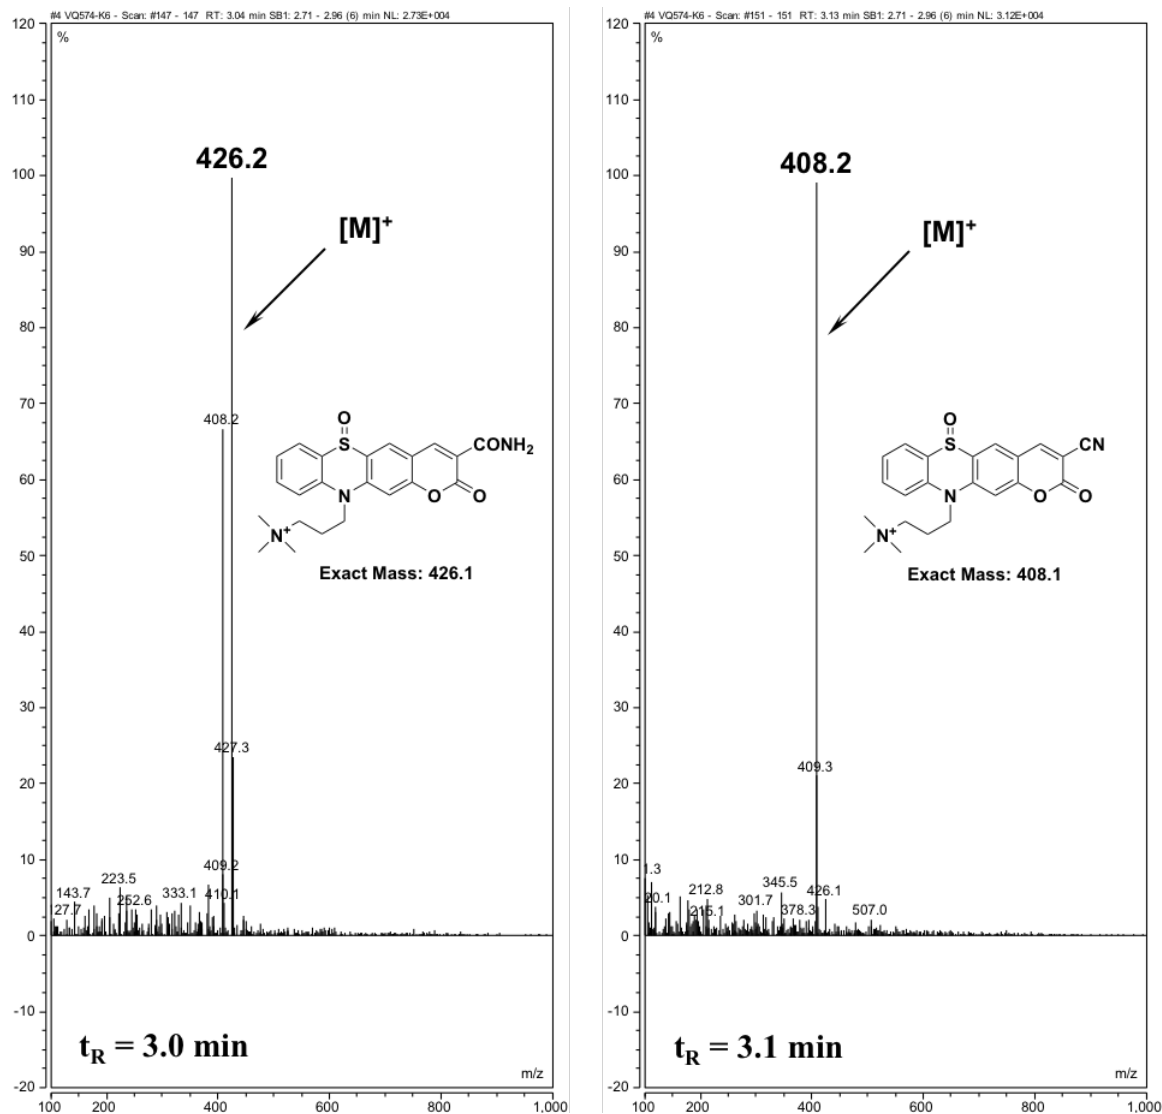 #4 VQ574-K6 - Scan: #147 - 147 RT: 3.04 min SB1: 2.71 - 2.96 (6) min NL: 2.73E+004
%
120
110
100
90
80
70
60
50
40
30
20
10
0
-10
-20
426.2
[M]+
408.2
O
S
CONH2
N
O
O
N+
Exact Mass: 426.1
427.3
409.2
223.5
143.7
333.1
410.1
252.6
27.7
tR = 3.0 min
m/z
100
200
400
600
800
1,000
#4 VQ574-K6 - Scan: #151 - 151 RT: 3.13 min SB1: 2.71 - 2.96 (6) min NL: 3.12E+004
%
120
110
100
90
80
70
60
50
40
30
20
10
0
-10
-20
408.2
[M]+
O
S
CN
N
O
O
N+
Exact Mass: 408.1
409.3
1.3
345.5
212.8
426.1
20.1
301.7
378.3
215.1
507.0
tR = 3.1 min
m/z
100
200
400
600
800
1,000